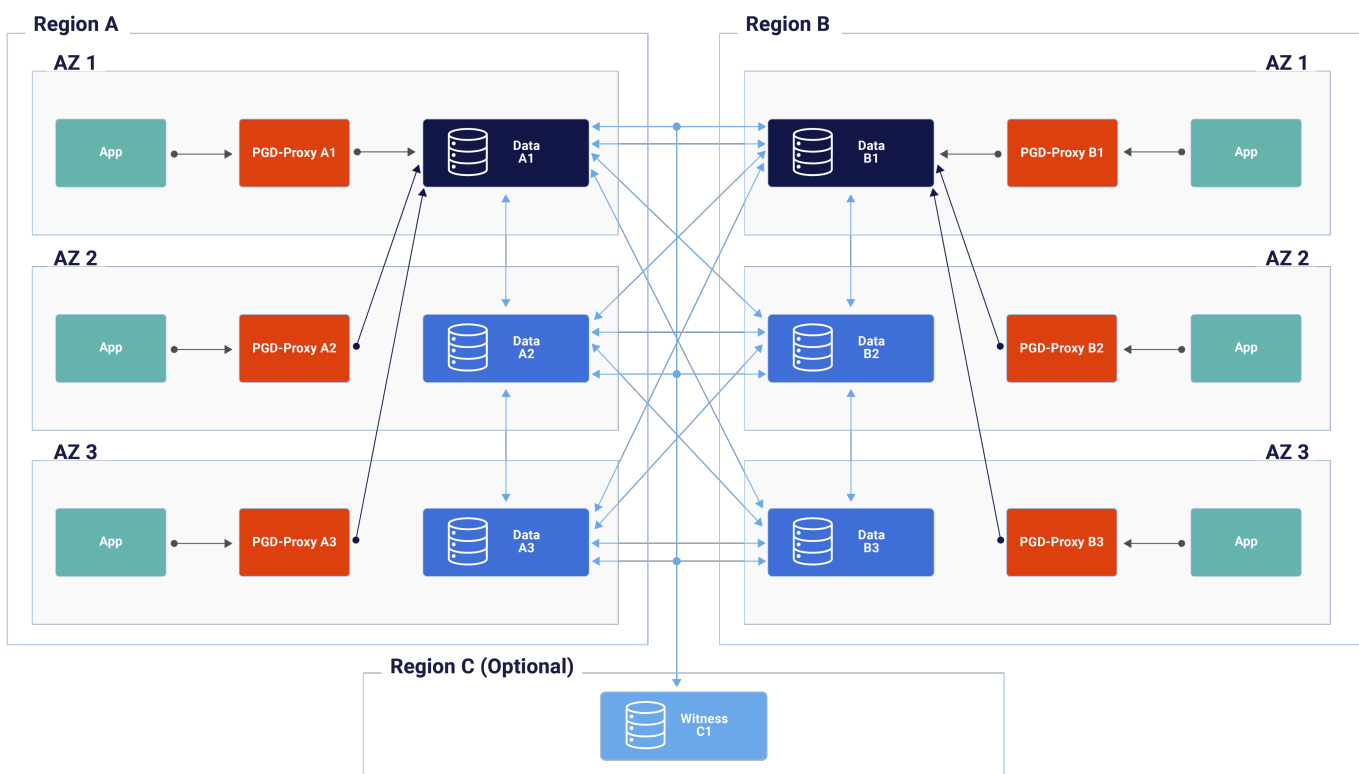 Region A
Region B
AZ 1
AZ 1
App
PGD-Proxy A1
Data
A1
Data
B1
PGD-Proxy B1
App
AZ 2
AZ 2
App
PGD-Proxy A2
Data
A2
Data
B2
PGD-Proxy B2
App
AZ 3
AZ 3
App
PGD-Proxy A3
Data
A3
Data
B3
PGD-Proxy B3
App
Region C (Optional)
Witness
C1